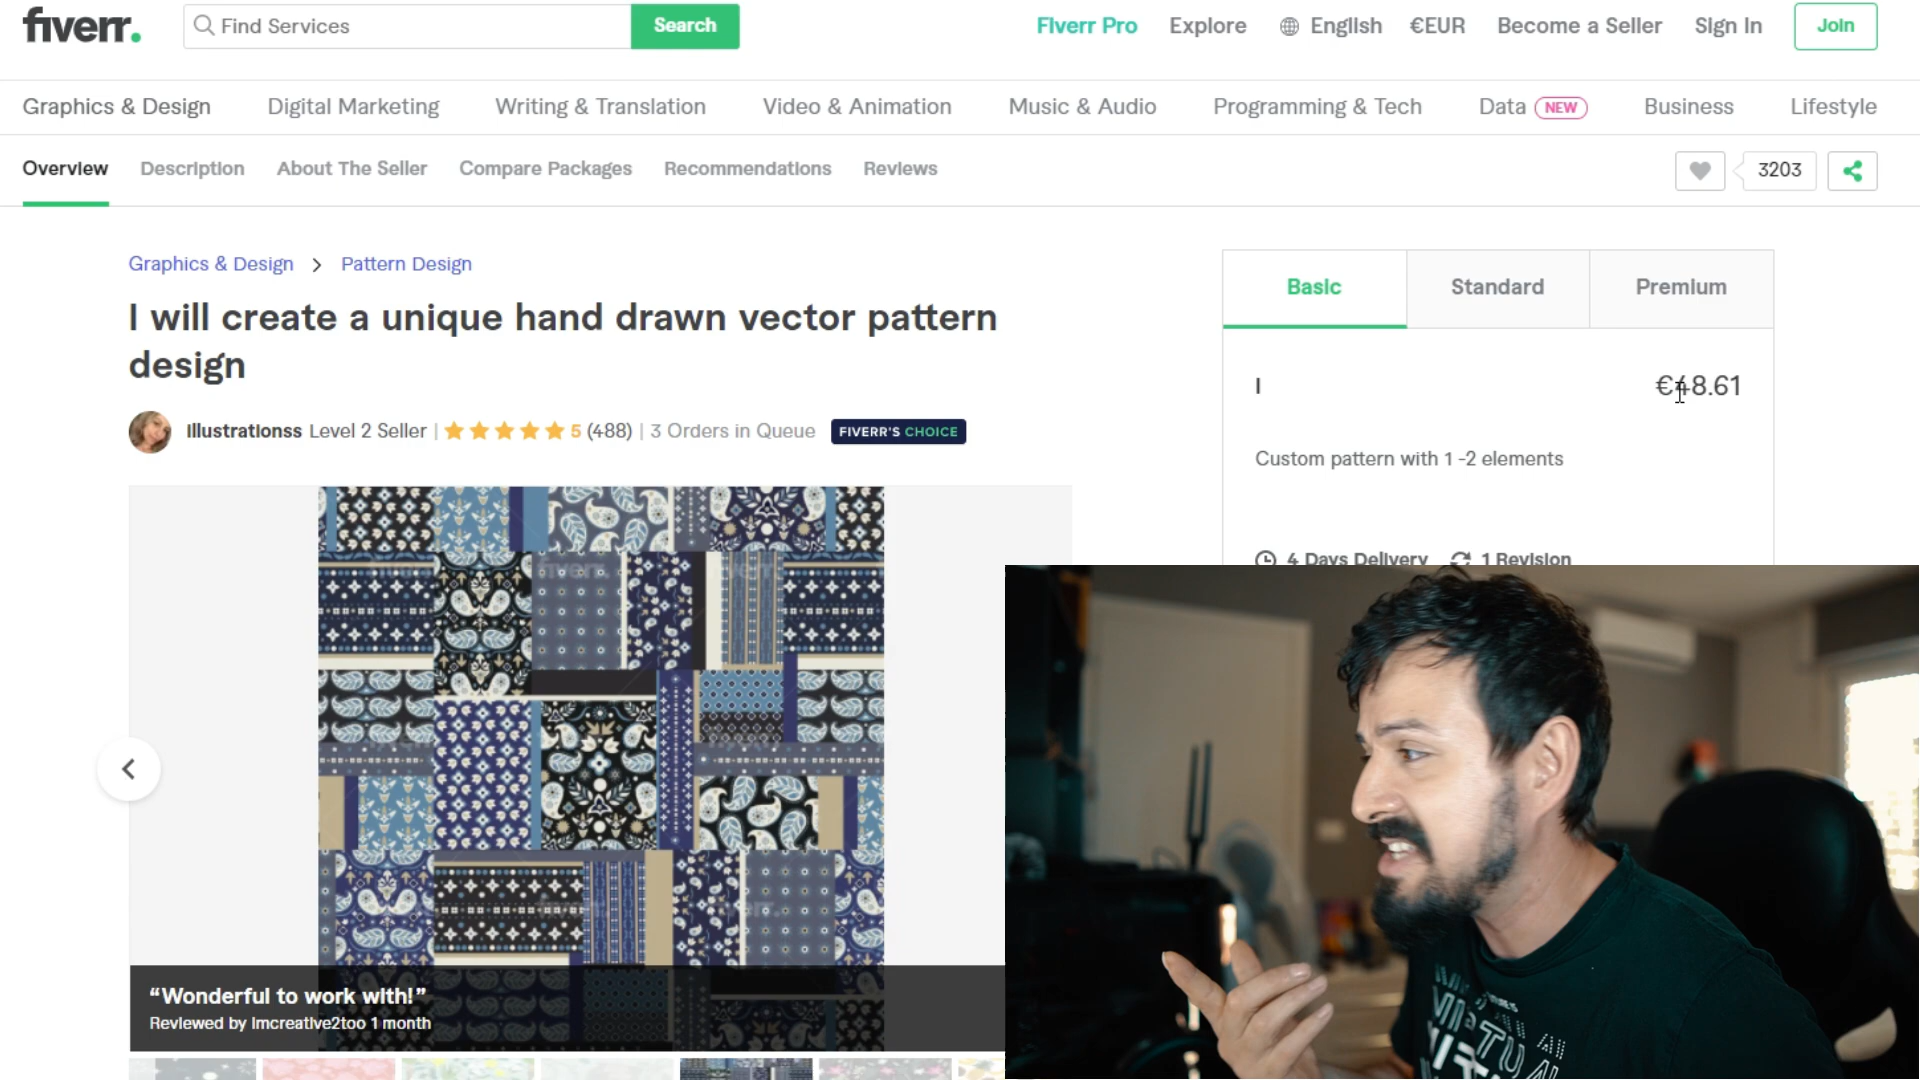 fiverr.
Find Services
Search
Fiverr Pro
Explore
English
€EUR
Become a Seller
Sign In
Join
Graphics & Design
Digital Marketing
Writing & Translation
Video & Animation
Music & Audio
Programming & Tech
Data NEW
Business
Lifestyle
Overview
Description
About The Seller
Compare Packages
Recommendations
Reviews
3203
Graphics & Design > Pattern Design
I will create a unique hand drawn vector pattern
design
illustrationss Level 2 Seller | 5 (488) | 3 Orders in Queue FIVERR'S CHOICE
Basic
Standard
Premium
I
€48.61
Custom pattern with 1 -2 elements
4 Days Delivery 1 Revision
“Wonderful to work with!”
Reviewed by imcreative2too 1 month